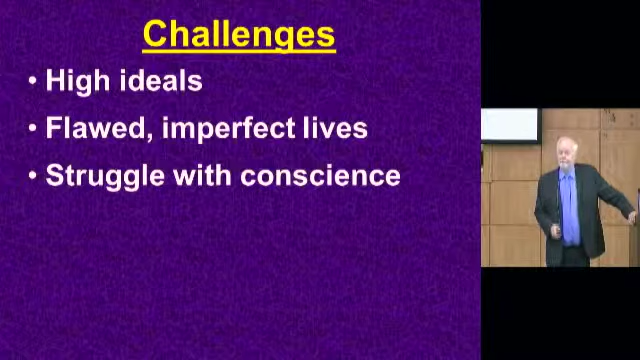 Challenges
• High ideals
• Flawed, imperfect lives
• Struggle with conscience